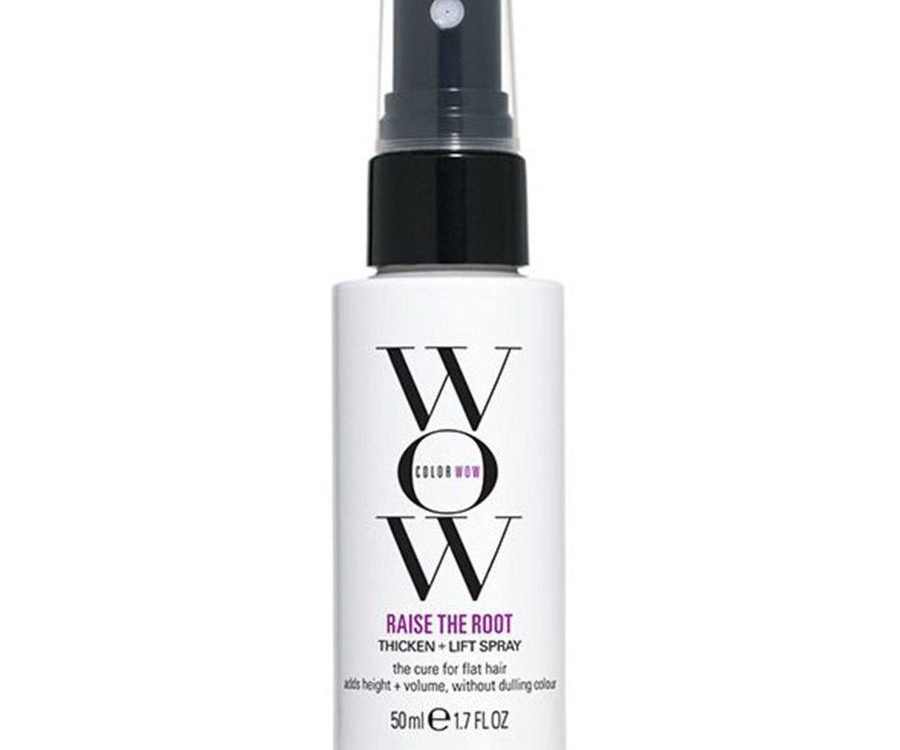 W
O
COLOR WOW
W
RAISE THE ROOT
THICKEN + LIFT SPRAY
the cure for flat hair
adds height + volume, without dulling colour
50ml ℮ 1.7 FL OZ